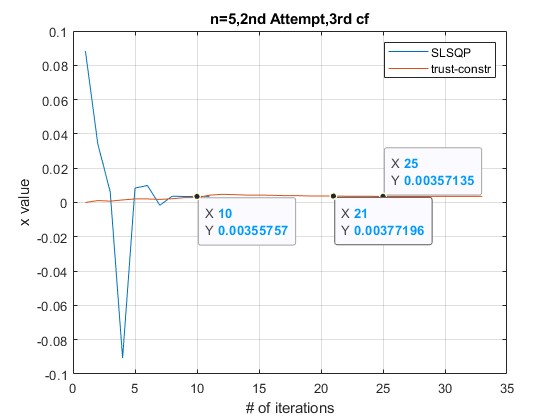 n=5,2nd Attempt,3rd cf
0.1
0.08
0.06
0.04
0.02
0
-0.02
-0.04
-0.06
-0.08
-0.1
x value
SLSQP
trust-constr
X 25
Y 0.00357135
X 10
Y 0.00355757
X 21
Y 0.00377196
0 5 10 15 20 25 30 35
# of iterations